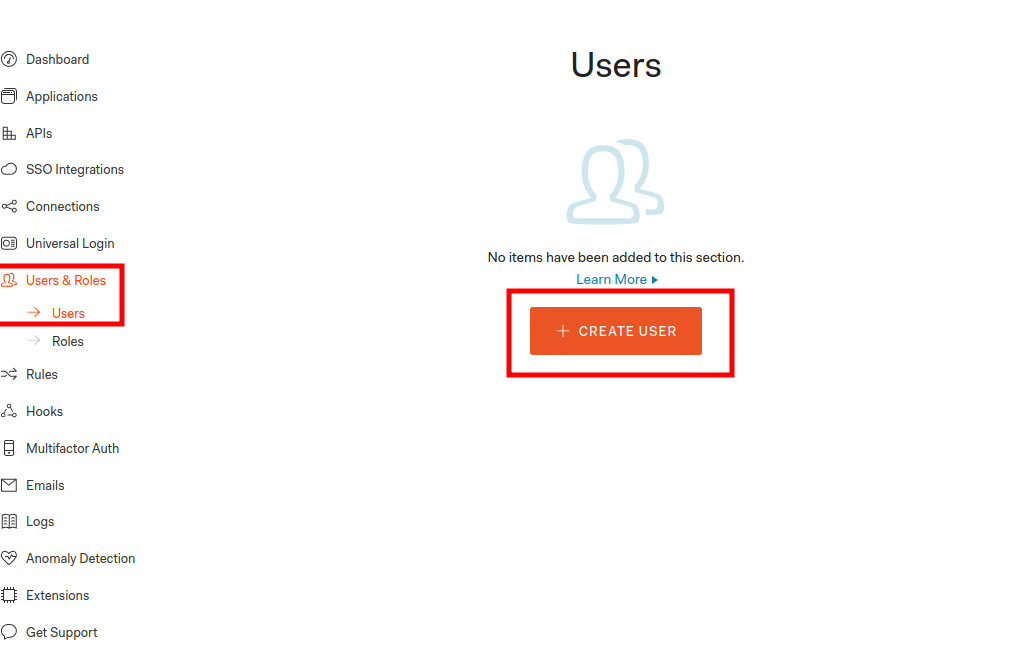 Dashboard
Applications
APIs
SSO Integrations
Connections
Universal Login
Users & Roles
Users
Roles
Rules
Hooks
Multifactor Auth
Emails
Logs
Anomaly Detection
Extensions
Get Support
Users
No items have been added to this section.
Learn More
CREATE USER